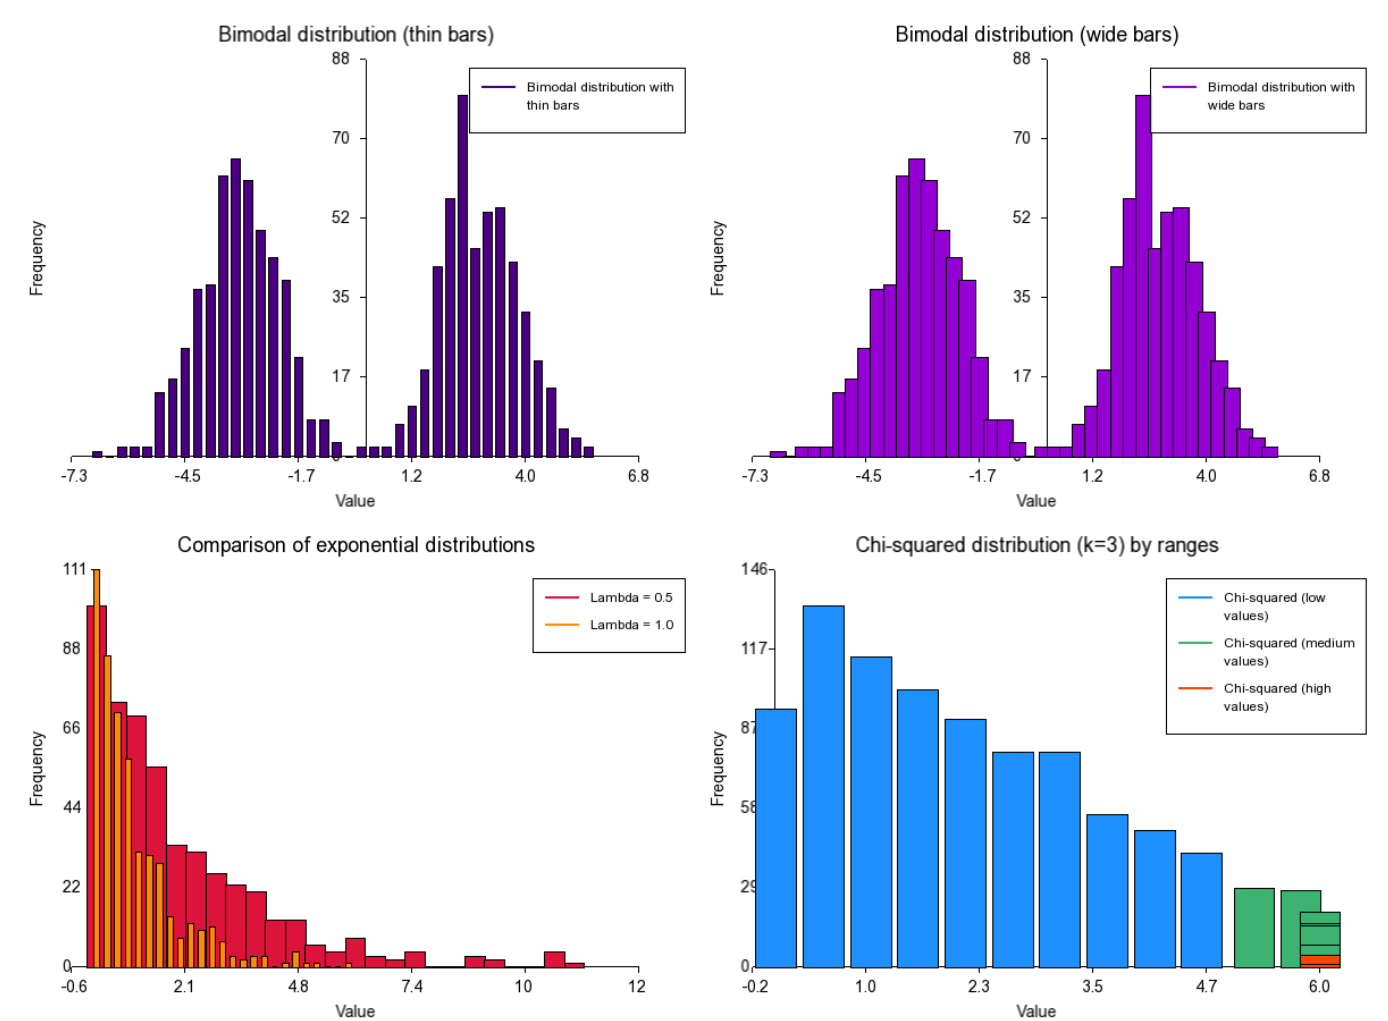 Bimodal distribution (thin bars)
88
70
52
35
17
0
Frequency
Bimodal distribution with
thin bars
-7.3
-4.5
-1.7
1.2
4.0
6.8
Value
Bimodal distribution (wide bars)
88
70
52
35
17
0
Frequency
Bimodal distribution with
wide bars
-7.3
-4.5
-1.7
1.2
4.0
6.8
Value
Comparison of exponential distributions
111
88
66
44
22
0
Frequency
Lambda = 0.5
Lambda = 1.0
-0.6
2.1
4.8
7.4
10
12
Value
Chi-squared distribution (k=3) by ranges
146
117
87
58
29
0
Frequency
Chi-squared (low
values)
Chi-squared (medium
values)
Chi-squared (high
values)
-0.2
1.0
2.3
3.5
4.7
6.0
Value